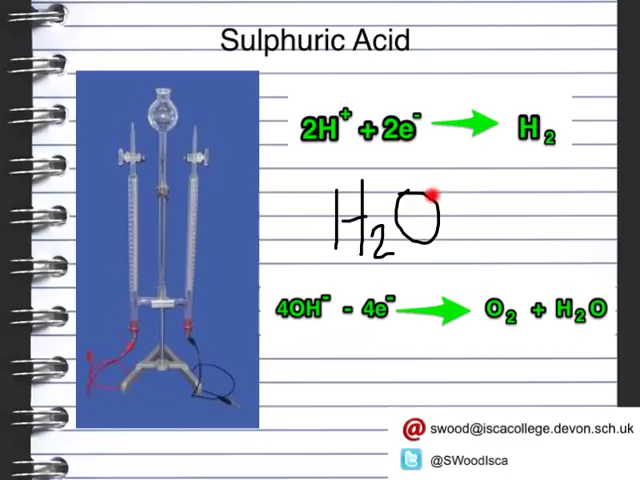 Sulphuric Acid
2H⁺ + 2e⁻ → H₂
H₂O
4OH⁻ - 4e⁻ → O₂ + H₂O
@ swood@iscacollege.devon.sch.uk
@SWoodIsca